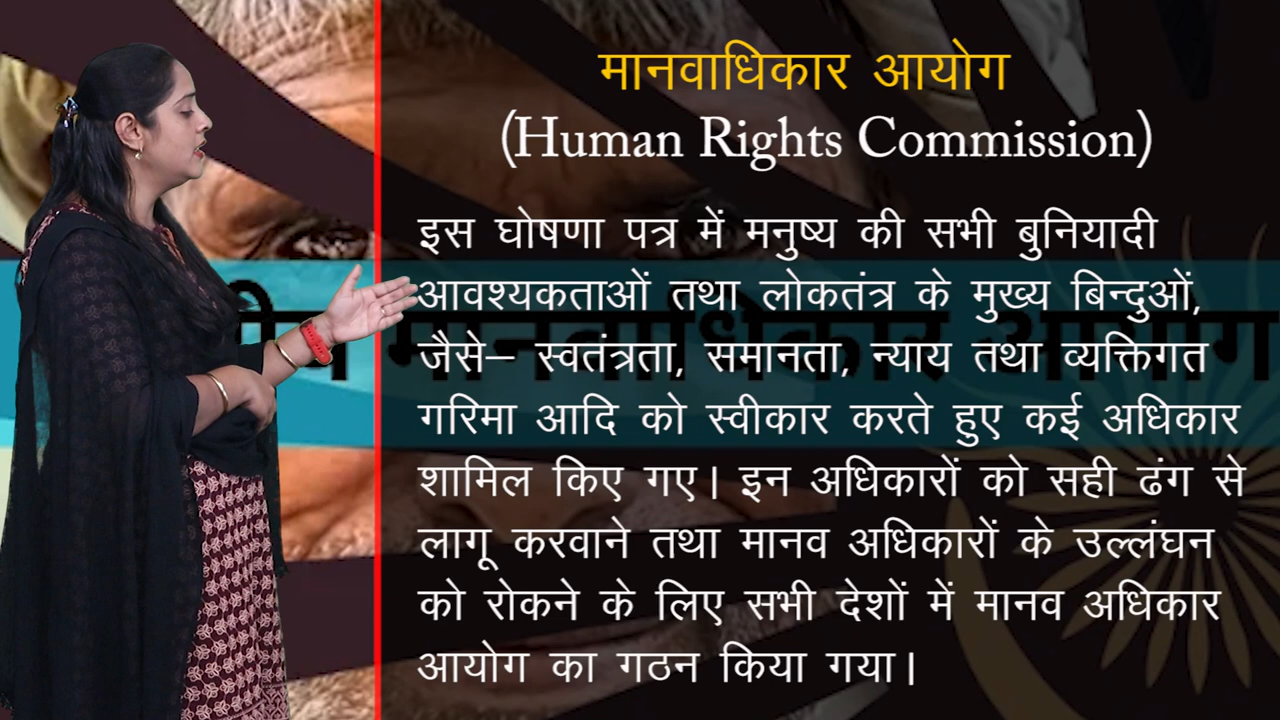 मानवाधिकार आयोग
(Human Rights Commission)
इस घोषणा पत्र में मनुष्य की सभी बुनियादी
आवश्यकताओं तथा लोकतंत्र के मुख्य बिन्दुओं,
जैसे– स्वतंत्रता, समानता, न्याय तथा व्यक्तिगत
गरिमा आदि को स्वीकार करते हुए कई अधिकार
शामिल किए गए। इन अधिकारों को सही ढंग से
लागू करवाने तथा मानव अधिकारों के उल्लंघन
को रोकने के लिए सभी देशों में मानव अधिकार
आयोग का गठन किया गया।
मानवाधिकार आयोग